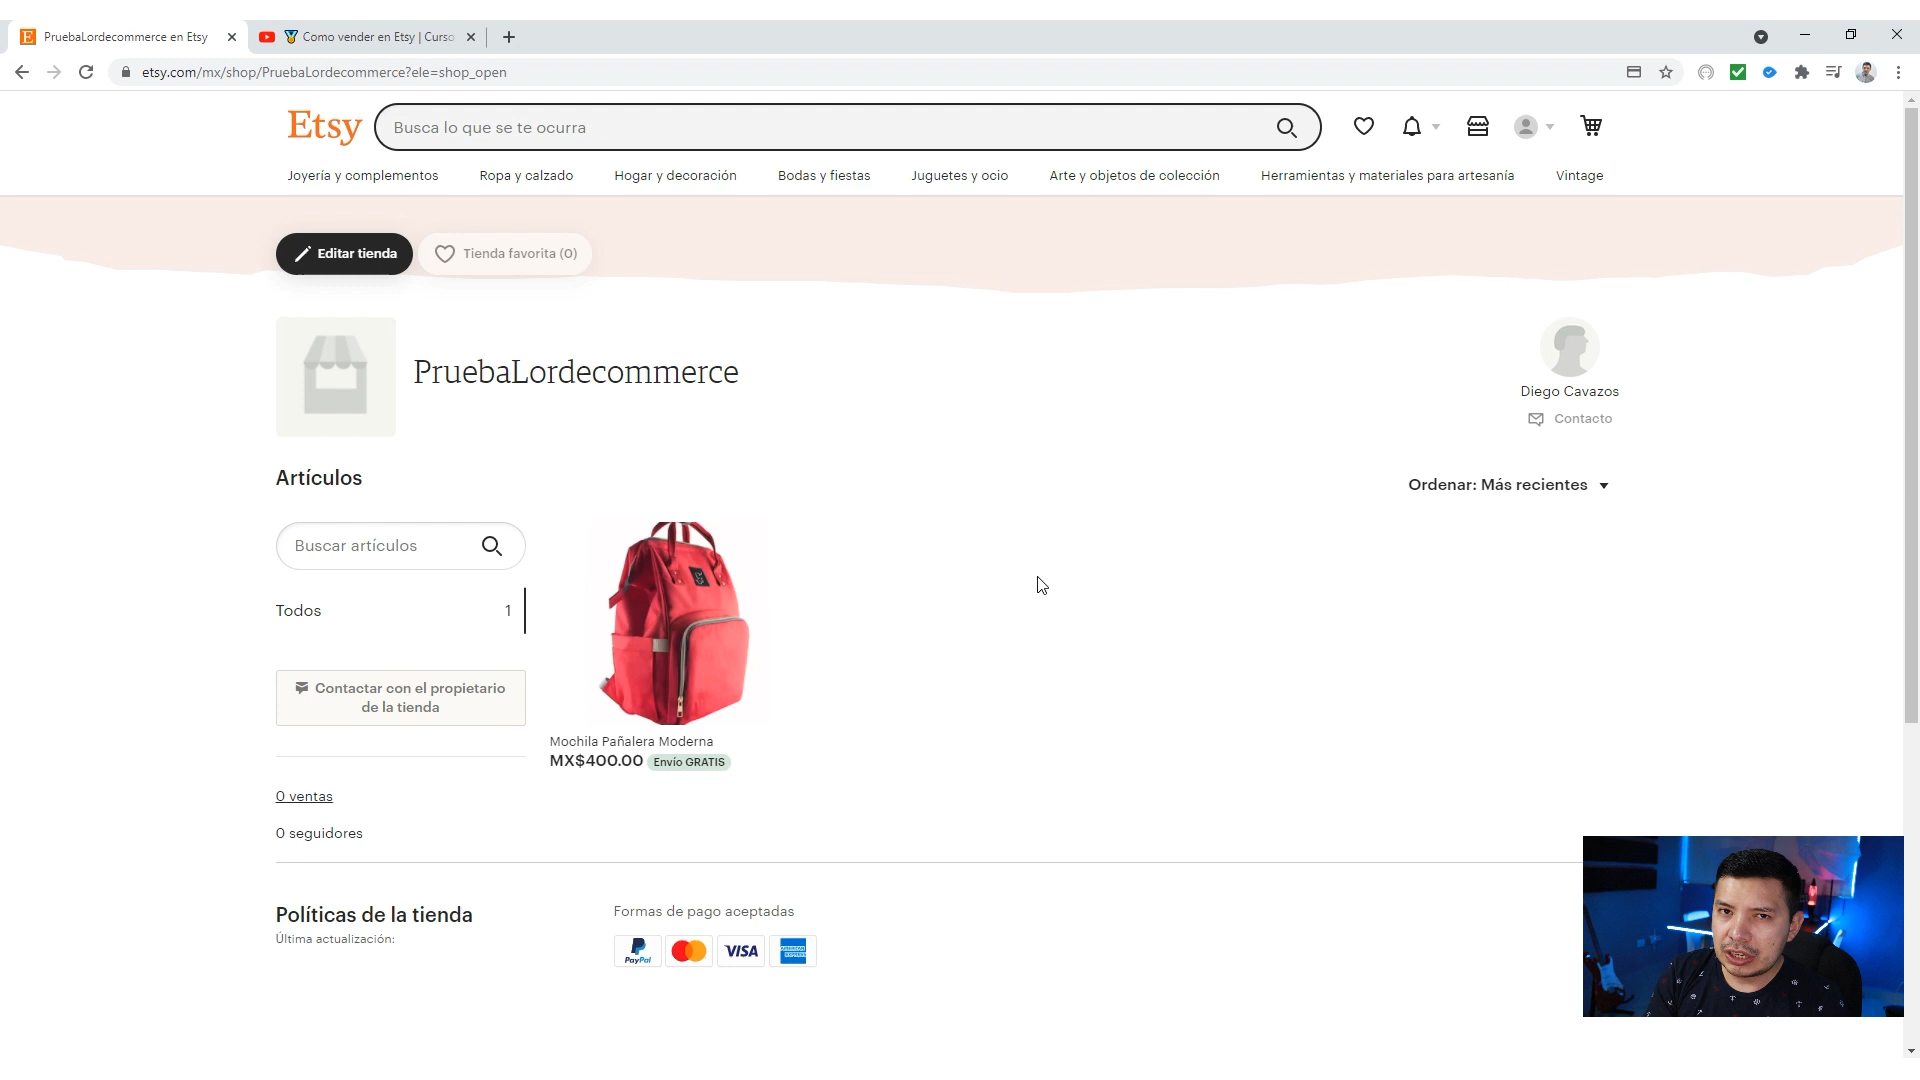 PruebaLordecommerce en Etsy
Como vender en Etsy | Curso
etsy.com/mx/shop/PruebaLordecommerce?ele=shop_open
Etsy
Busca lo que se te ocurra
Joyería y complementos
Ropa y calzado
Hogar y decoración
Bodas y fiestas
Juguetes y ocio
Arte y objetos de colección
Herramientas y materiales para artesanía
Vintage
Editar tienda
Tienda favorita (0)
PruebaLordecommerce
Diego Cavazos
Contacto
Artículos
Ordenar: Más recientes
Buscar artículos
Todos 1
Contactar con el propietario
de la tienda
Mochila Pañalera Moderna
MX$400.00 Envío GRATIS
0 ventas
0 seguidores
Políticas de la tienda
Última actualización:
Formas de pago aceptadas
PayPal
VISA
AMERICAN EXPRESS